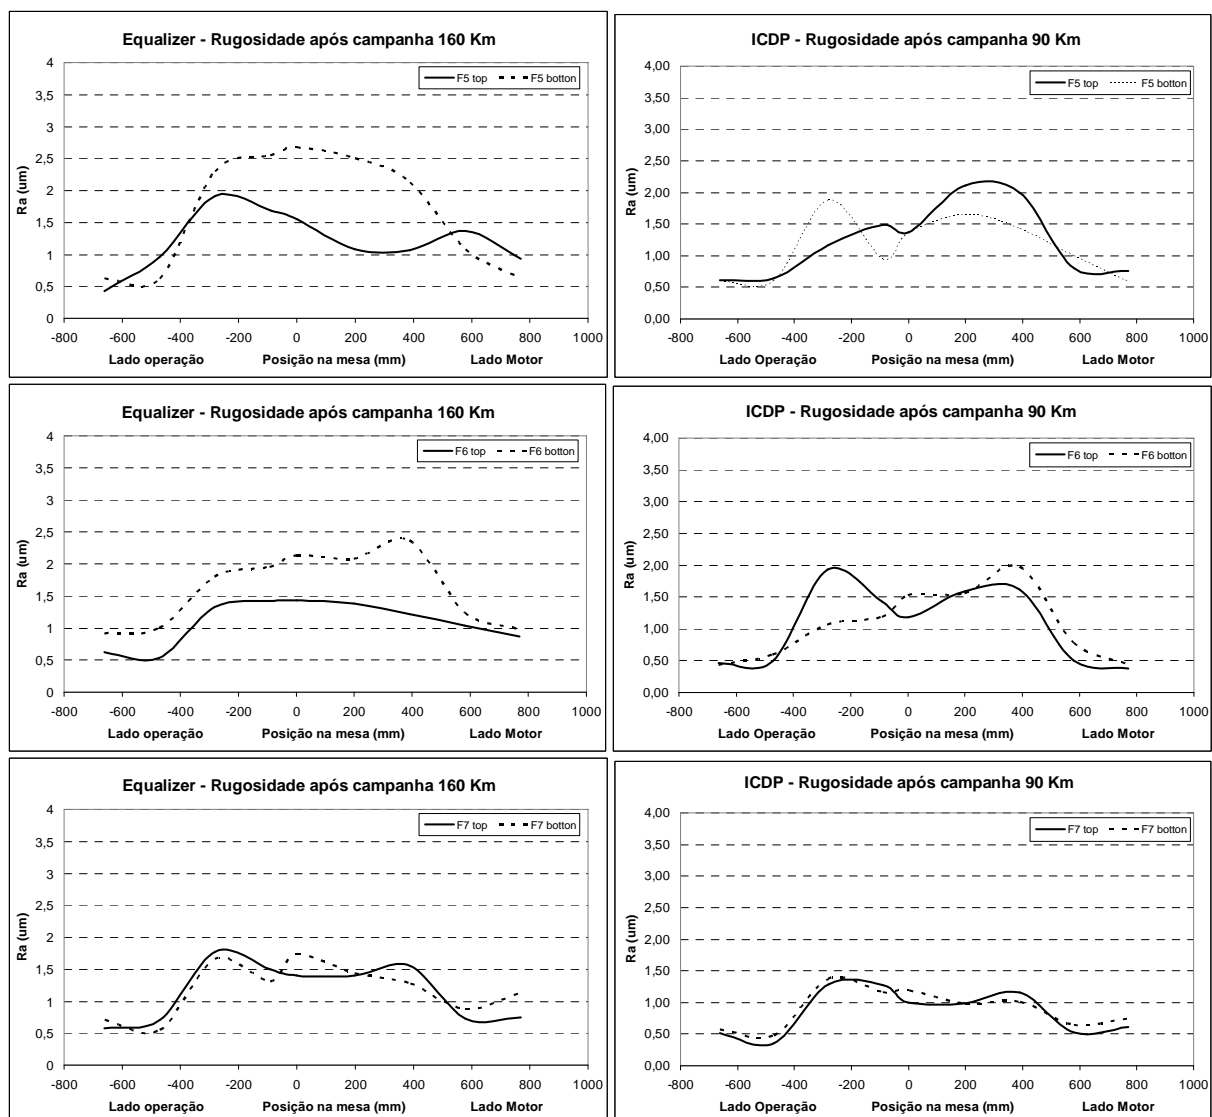 Equalizer - Rugosidade após campanha 160 Km
F5 top F5 botton
4
3,5
3
2,5
2
1,5
1
0,5
0
Ra (um)
-800 -600 -400 -200 0 200 400 600 800 1000
Lado operação Posição na mesa (mm) Lado Motor
ICDP - Rugosidade após campanha 90 Km
F5 top F5 botton
4,00
3,50
3,00
2,50
2,00
1,50
1,00
0,50
0,00
Ra (um)
-800 -600 -400 -200 0 200 400 600 800 1000
Lado Operação Posição na mesa (mm) Lado Motor
Equalizer - Rugosidade após campanha 160 Km
F6 top F6 botton
4
3,5
3
2,5
2
1,5
1
0,5
0
Ra (um)
-800 -600 -400 -200 0 200 400 600 800 1000
Lado operação Posição na mesa (mm) Lado Motor
ICDP - Rugosidade após campanha 90 Km
F6 top F6 botton
4,00
3,50
3,00
2,50
2,00
1,50
1,00
0,50
0,00
Ra (um)
-800 -600 -400 -200 0 200 400 600 800 1000
Lado Operação Posição na mesa (mm) Lado Motor
Equalizer - Rugosidade após campanha 160 Km
F7 top F7 botton
4
3,5
3
2,5
2
1,5
1
0,5
0
Ra (um)
-800 -600 -400 -200 0 200 400 600 800 1000
Lado operação Posição na mesa (mm) Lado Motor
ICDP - Rugosidade após campanha 90 Km
F7 top F7 botton
4,00
3,50
3,00
2,50
2,00
1,50
1,00
0,50
0,00
Ra (um)
-800 -600 -400 -200 0 200 400 600 800 1000
Lado Operação Posição na mesa (mm) Lado Motor